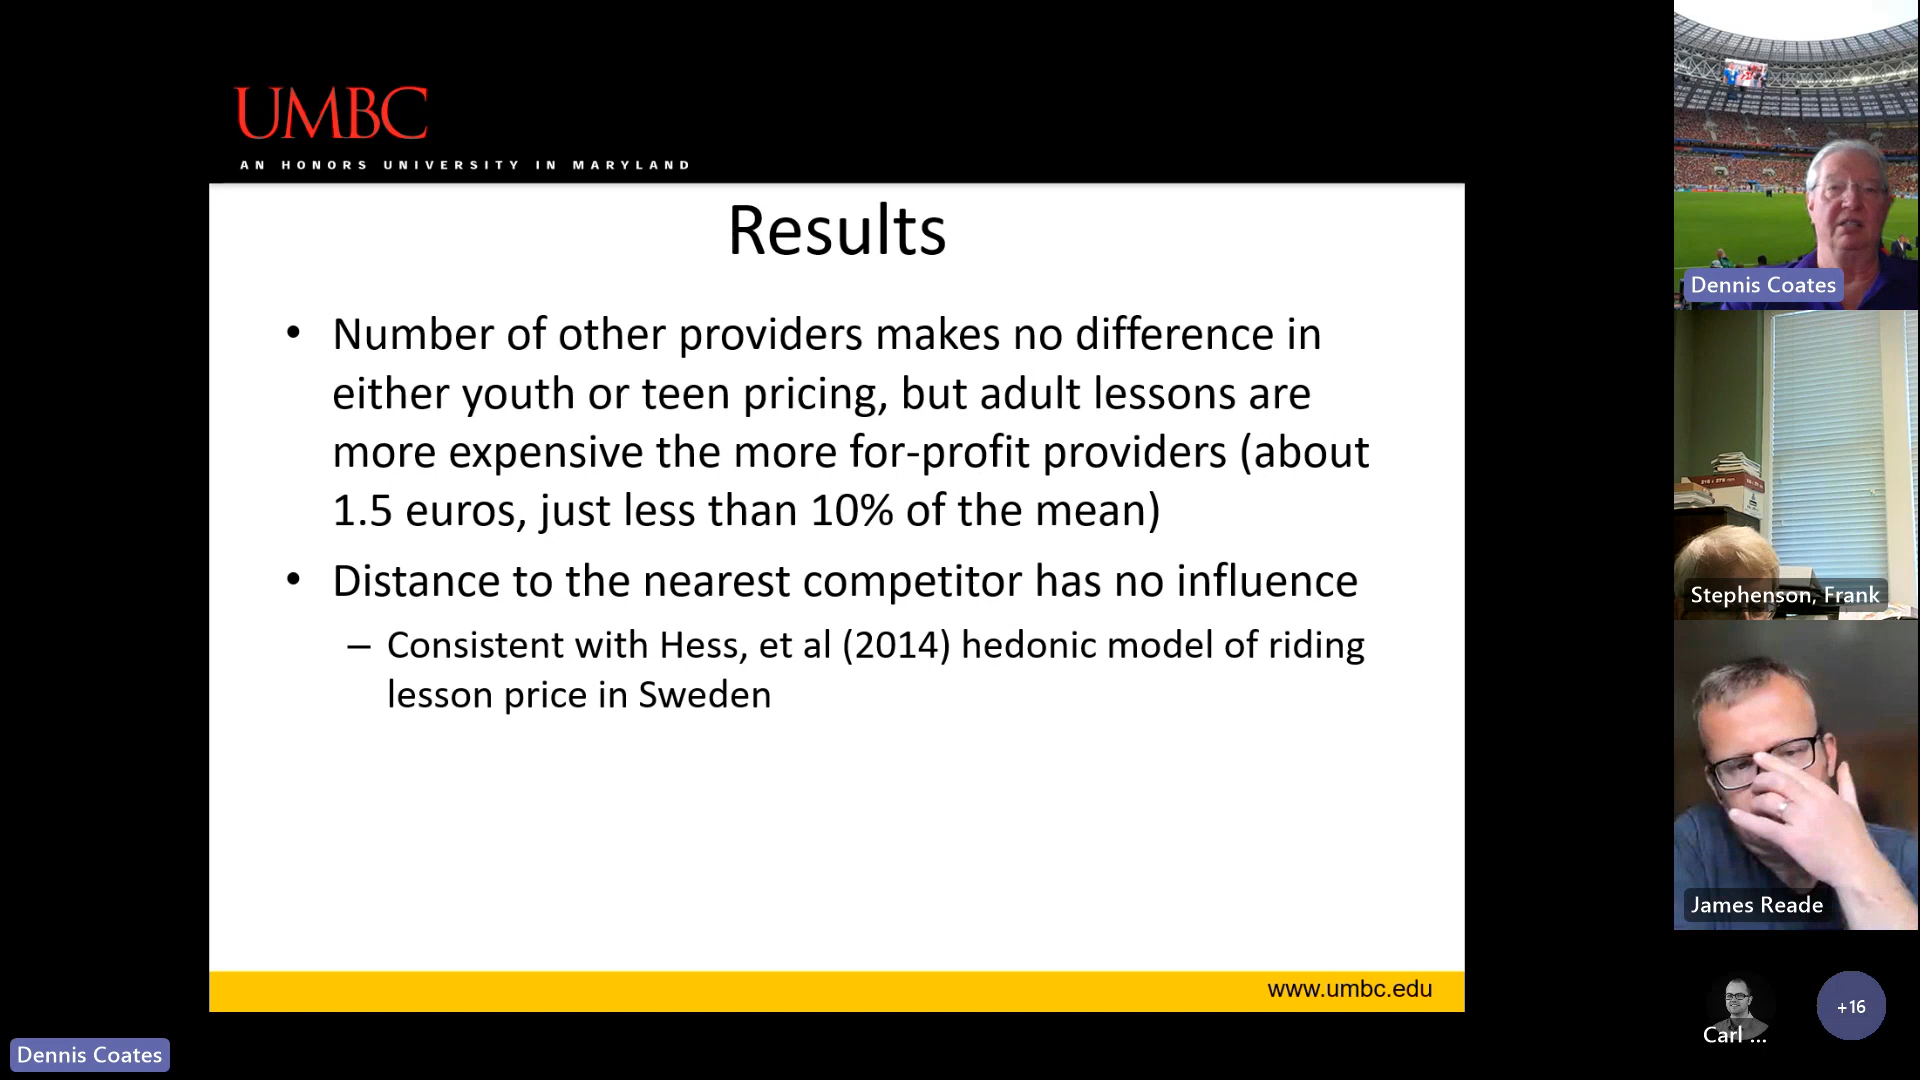 UMBC
AN HONORS UNIVERSITY IN MARYLAND
Results
• Number of other providers makes no difference in
either youth or teen pricing, but adult lessons are
more expensive the more for-profit providers (about
1.5 euros, just less than 10% of the mean)
• Distance to the nearest competitor has no influence
– Consistent with Hess, et al (2014) hedonic model of riding
lesson price in Sweden
www.umbc.edu
Dennis Coates
Dennis Coates
Stephenson, Frank
James Reade
Carl ...
+16